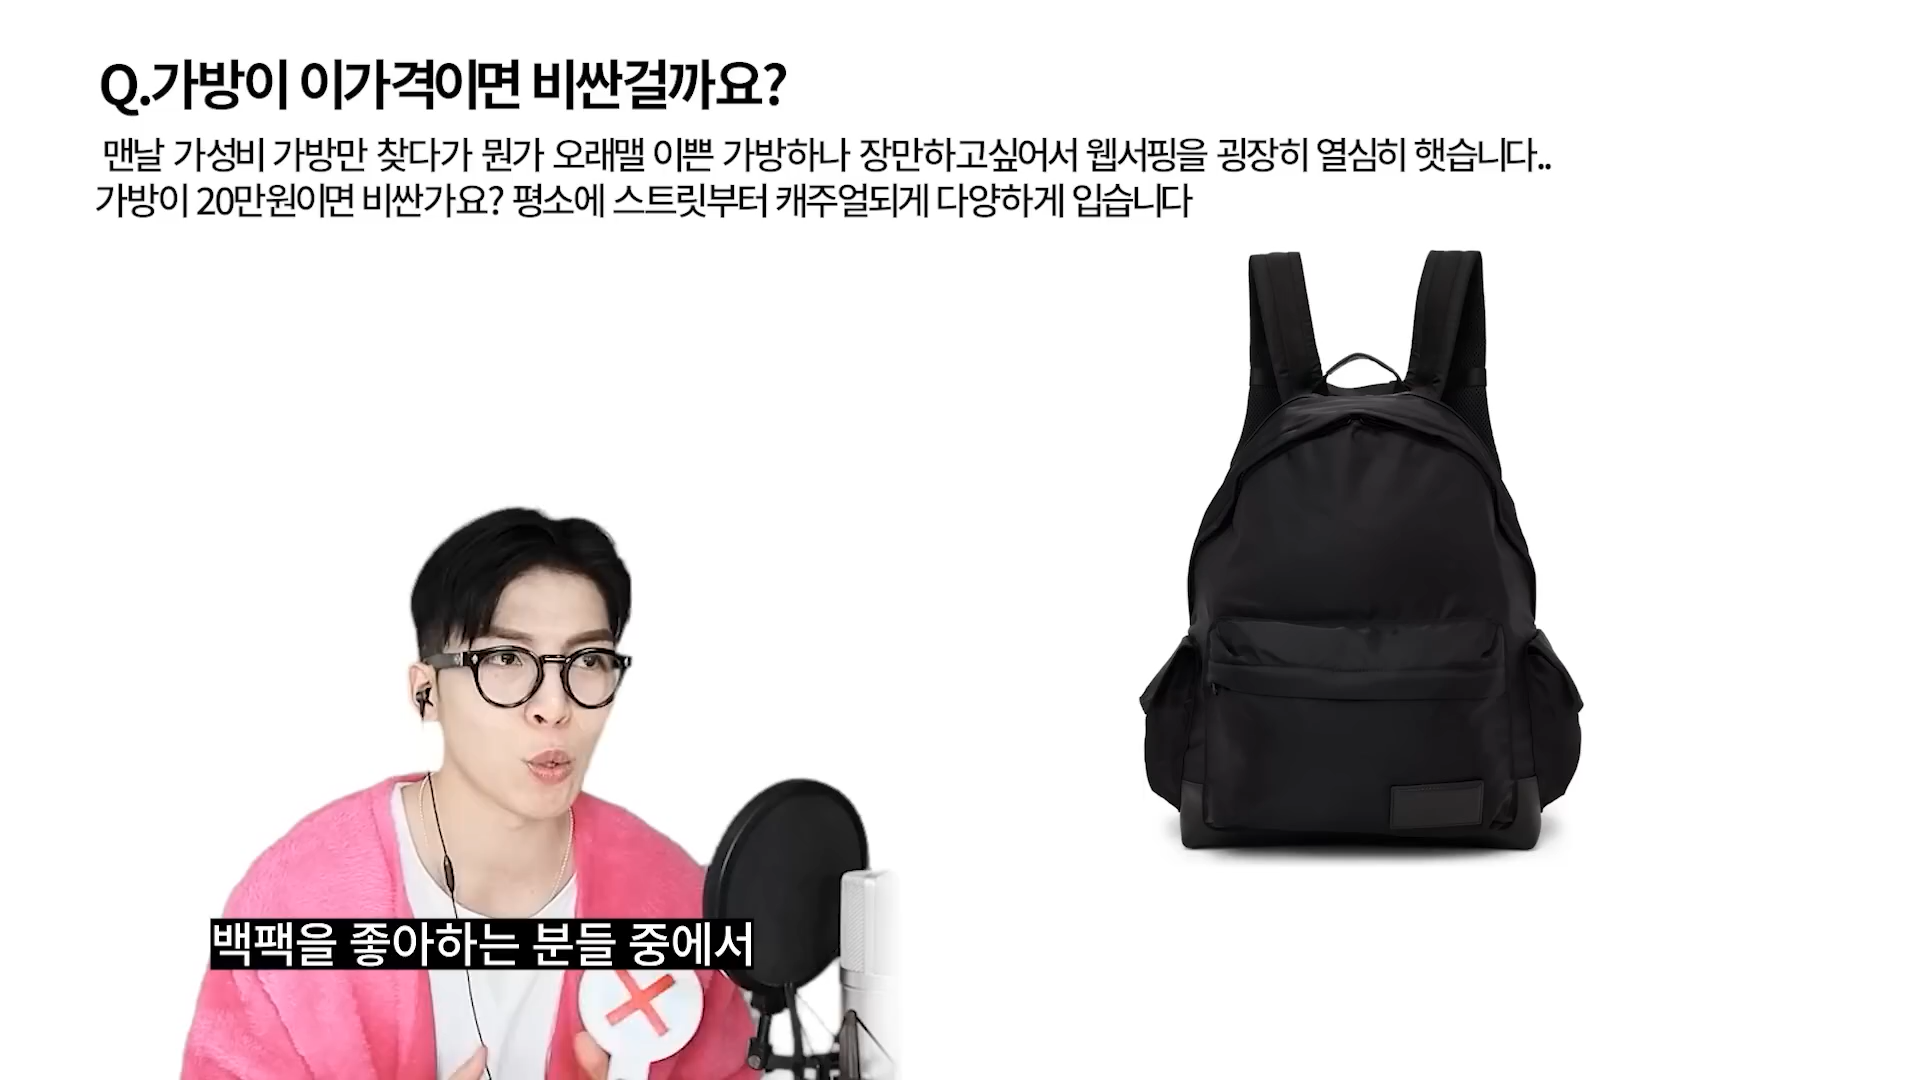 Q.가방이 이가격이면 비싼걸까요?
맨날 가성비 가방만 찾다가 뭔가 오래맬 이쁜 가방하나 장만하고싶어서 웹서핑을 굉장히 열심히 햇습니다..
가방이 20만원이면 비싼가요? 평소에 스트릿부터 캐주얼되게 다양하게 입습니다
백팩을 좋아하는 분들 중에서